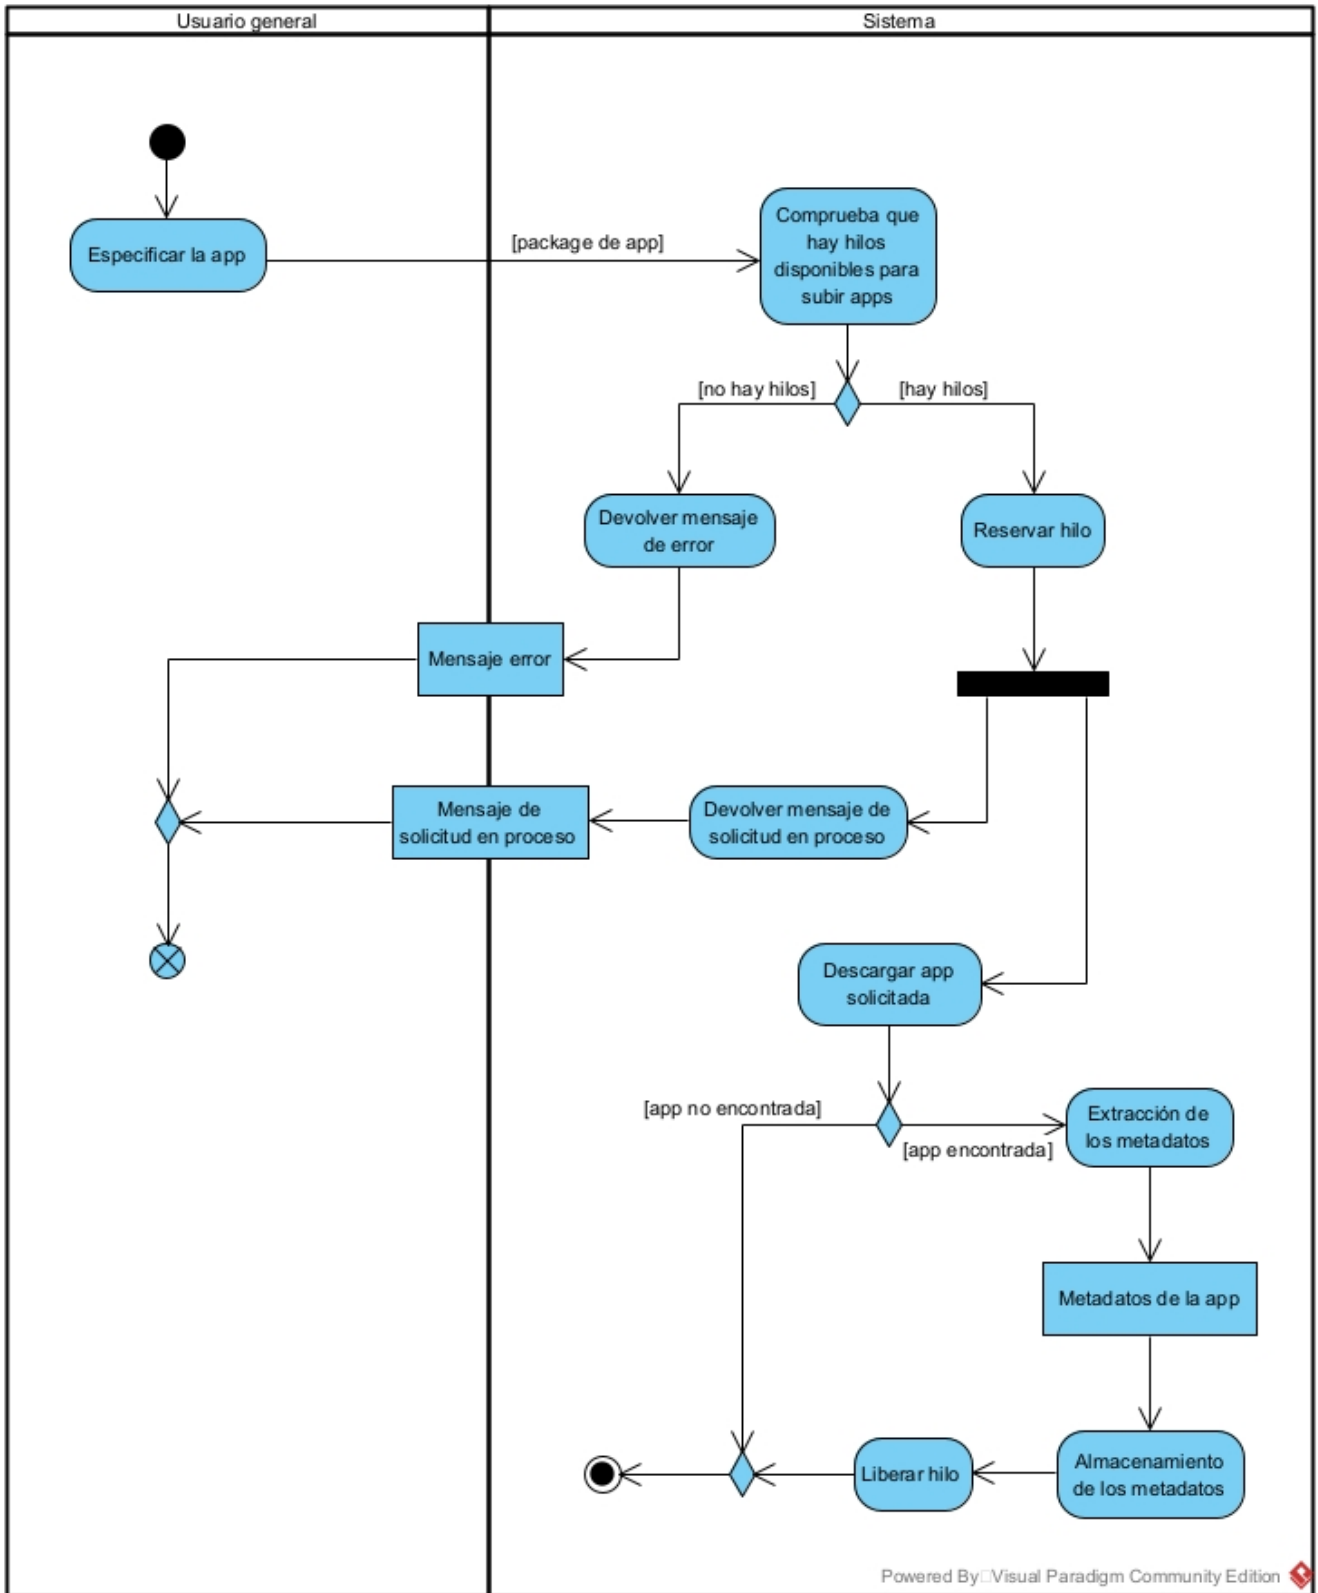 Usuario general
Sistema
Especificar la app
[package de app]
Comprueba que
hay hilos
disponibles para
subir apps
[no hay hilos]
[hay hilos]
Devolver mensaje
de error
Reservar hilo
Mensaje error
Mensaje de
solicitud en proceso
Devolver mensaje de
solicitud en proceso
Descargar app
solicitada
[app no encontrada]
[app encontrada]
Extracción de
los metadatos
Metadatos de la app
Almacenamiento
de los metadatos
Liberar hilo
Powered By Visual Paradigm Community Edition